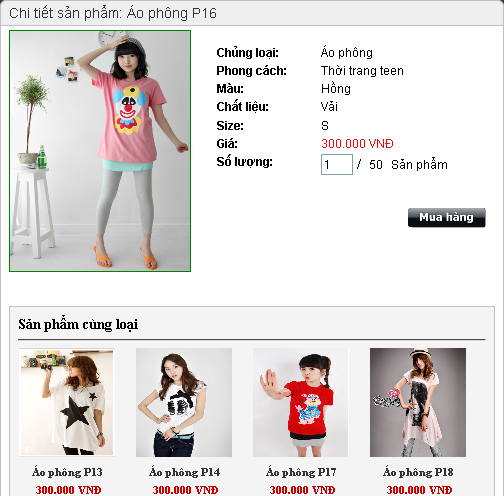 Chi tiết sản phẩm: Áo phông P16
Chủng loại: Áo phông
Phong cách: Thời trang teen
Màu: Hồng
Chất liệu: Vải
Size: S
Giá: 300.000 VNĐ
Số lượng: 1 / 50 Sản phẩm
Mua hàng
Sản phẩm cùng loại
Áo phông P13 Áo phông P14 Áo phông P17 Áo phông P18
300.000 VNĐ 300.000 VNĐ 300.000 VNĐ 300.000 VNĐ